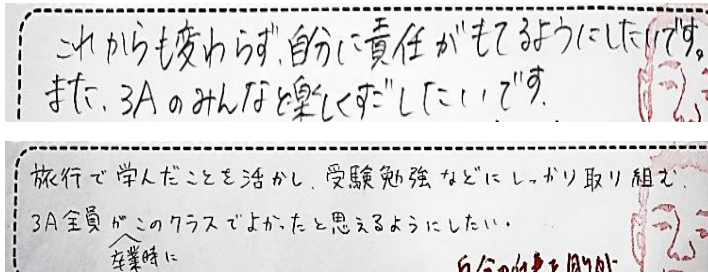 これからも変わらず、自分に責任がもてるようにしたいです。
また、3Aのみんなと楽しくすごしたいです.
旅行で学んだことを活かし、受験勉強などにしっかり取り組む.
3A全員がこのクラスでよかったと思えるようにしたい。
卒業時に